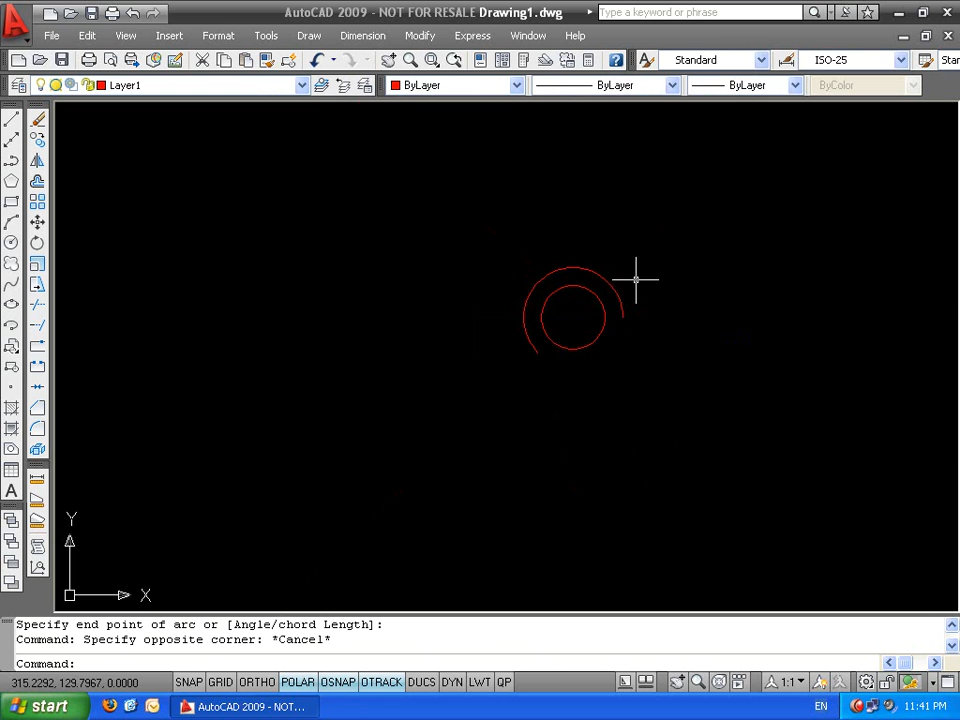 AutoCAD 2009 - NOT FOR RESALE Drawing1.dwg Type a keyword or phrase
File Edit View Insert Format Tools Draw Dimension Modify Express Window Help
Standard ISO-25 Stan
Layer1 ByLayer ByLayer ByLayer ByColor
A
Y
X
Specify end point of arc or [Angle/chord Length]:
Command: Specify opposite corner: *Cancel*
Command:
315.2292, 129.7967, 0.0000 SNAP GRID ORTHO POLAR OSNAP OTRACK DUCS DYN LWT QP 1:1
start AutoCAD 2009 - NOT... EN 11:41 PM